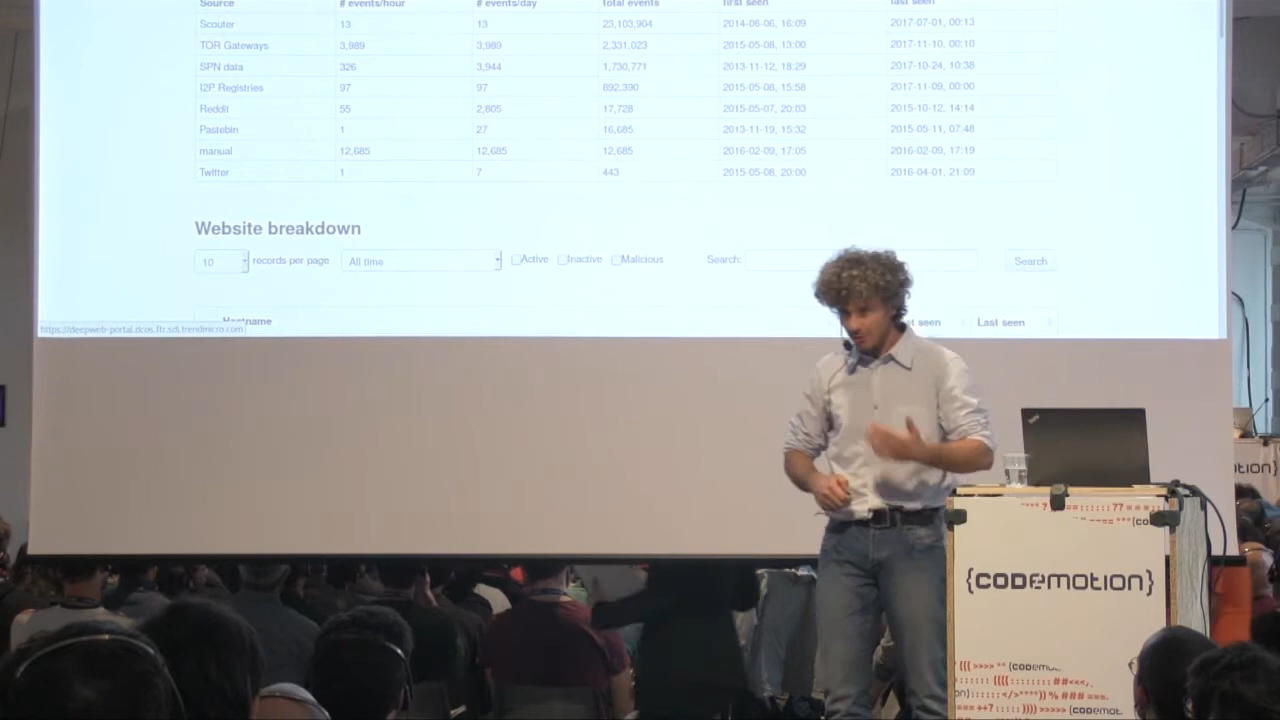 Source # events/hour # events/day total events first seen last seen
Scouter 13 13 23,103,904 2014-06-06, 16:09 2017-07-01, 00:13
TOR Gateways 3,989 3,989 2,331,023 2015-05-08, 13:00 2017-11-10, 00:10
SPN data 326 3,944 1,730,771 2013-11-12, 18:29 2017-10-24, 10:38
I2P Registries 97 97 892,390 2015-05-08, 15:58 2017-11-09, 00:00
Reddit 55 2,805 17,728 2015-05-07, 20:03 2015-10-12, 14:14
Pastebin 1 27 16,685 2013-11-19, 15:32 2015-05-11, 07:48
manual 12,685 12,685 12,685 2016-02-09, 17:05 2016-02-09, 17:19
Twitter 1 7 443 2015-05-08, 20:00 2016-04-01, 21:09
Website breakdown
10 records per page All time Active Inactive Malicious Search: Search
Hostname t seen Last seen
https://deepweb-portal.dcos.ftr.sdi.trendmicro.com
otion}
{codemotion}